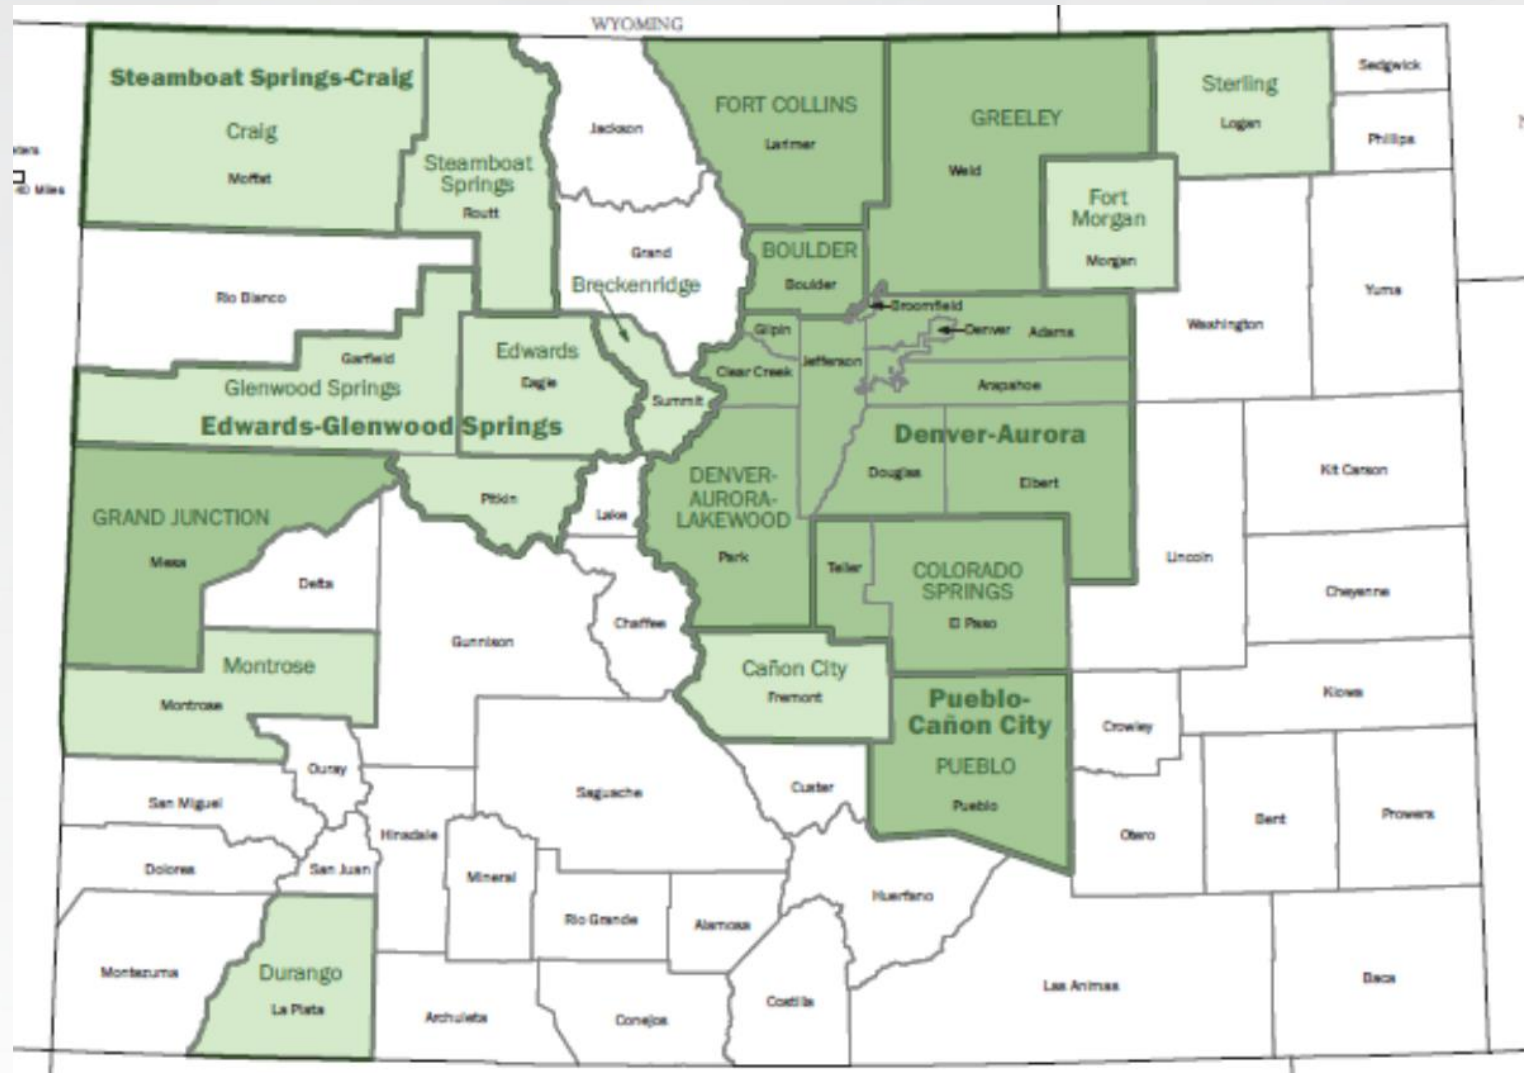 WYOMING
Steamboat Springs-Craig
Craig
Moffat
Steamboat
Springs
Routt
Jackson
FORT COLLINS
Larimer
GREELEY
Weld
Sterling
Logan
Sedgwick
Phillips
40 Miles
Fort
Morgan
Morgan
Rio Blanco
Grand
Breckenridge
BOULDER
Boulder
Broomfield
Denver
Adams
Washington
Yuma
Gilpin
Jefferson
Clear Creek
Arapahoe
Garfield
Glenwood Springs
Edwards
Eagle
Edwards-Glenwood Springs
Summit
Denver-Aurora
Douglas
Elbert
Kit Carson
GRAND JUNCTION
Mesa
Pitkin
Lake
DENVER-
AURORA-
LAKEWOOD
Park
Teller
COLORADO
SPRINGS
El Paso
Lincoln
Cheyenne
Delta
Gunnison
Chaffee
Montrose
Montrose
Cañon City
Fremont
Pueblo-
Cañon City
PUEBLO
Pueblo
Crowley
Kiowa
Ouray
San Miguel
Saguache
Custer
Otero
Bent
Prowers
Hinsdale
Dolores
San Juan
Mineral
Rio Grande
Alamosa
Huerfano
Montezuma
Durango
La Plata
Archuleta
Conejos
Costilla
Las Animas
Baca